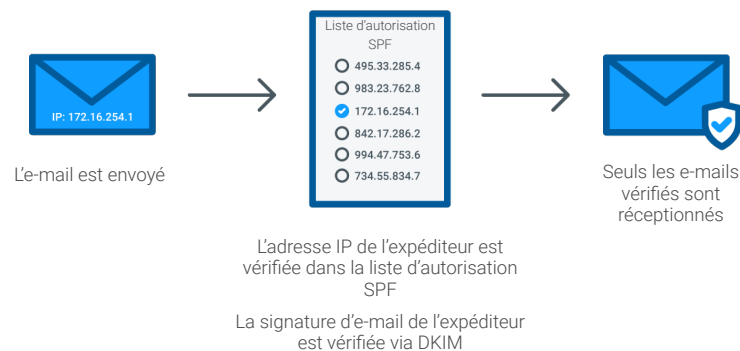 IP: 172.16.254.1
L'e-mail est envoyé
Liste d'autorisation
SPF
495.33.285.4
983.23.762.8
172.16.254.1
842.17.286.2
994.47.753.6
734.55.834.7
L'adresse IP de l'expéditeur est
vérifiée dans la liste d'autorisation
SPF
La signature d'e-mail de l'expéditeur
est vérifiée via DKIM
Seuls les e-mails
vérifiés sont
réceptionnés